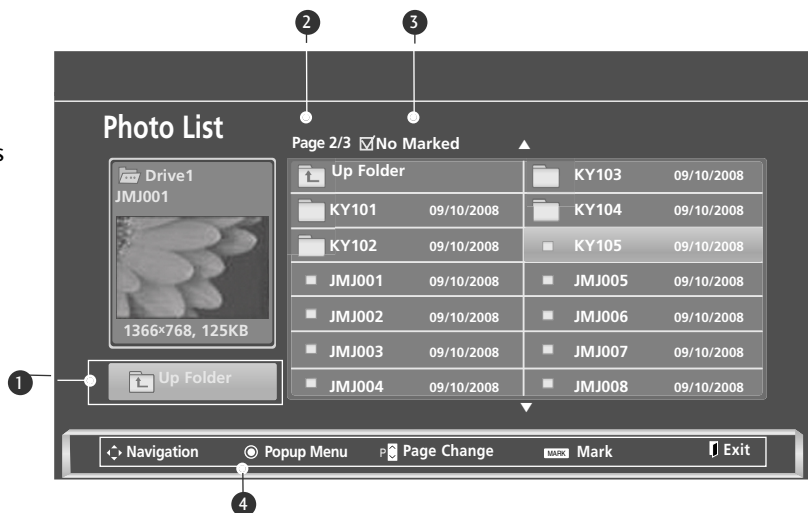 2 3
s
Photo List
Page 2/3 No Marked
Drive1
JMJ001
1366×768, 125KB
Up Folder
KY101 09/10/2008
KY102 09/10/2008
JMJ001 09/10/2008
JMJ002 09/10/2008
JMJ003 09/10/2008
JMJ004 09/10/2008
KY103 09/10/2008
KY104 09/10/2008
KY105 09/10/2008
JMJ005 09/10/2008
JMJ006 09/10/2008
JMJ007 09/10/2008
JMJ008 09/10/2008
1
Up Folder
Navigation Popup Menu P Page Change MARK Mark Exit
4